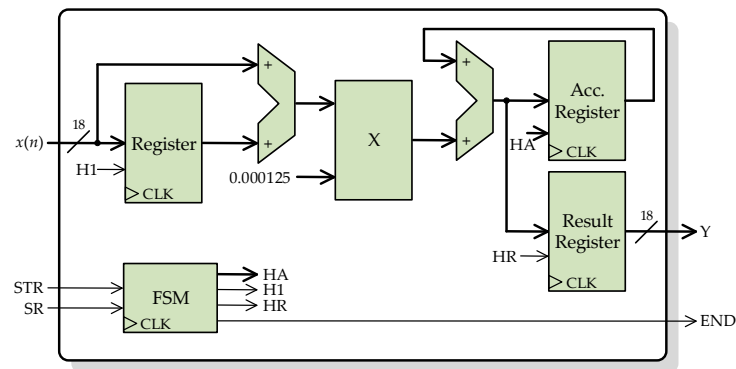 x(n)
18
Register
H1
CLK
+
+
0.000125
X
+
+
Acc.
Register
HA
CLK
Result
Register
HR
CLK
18
Y
STR
SR
FSM
CLK
HA
H1
HR
END